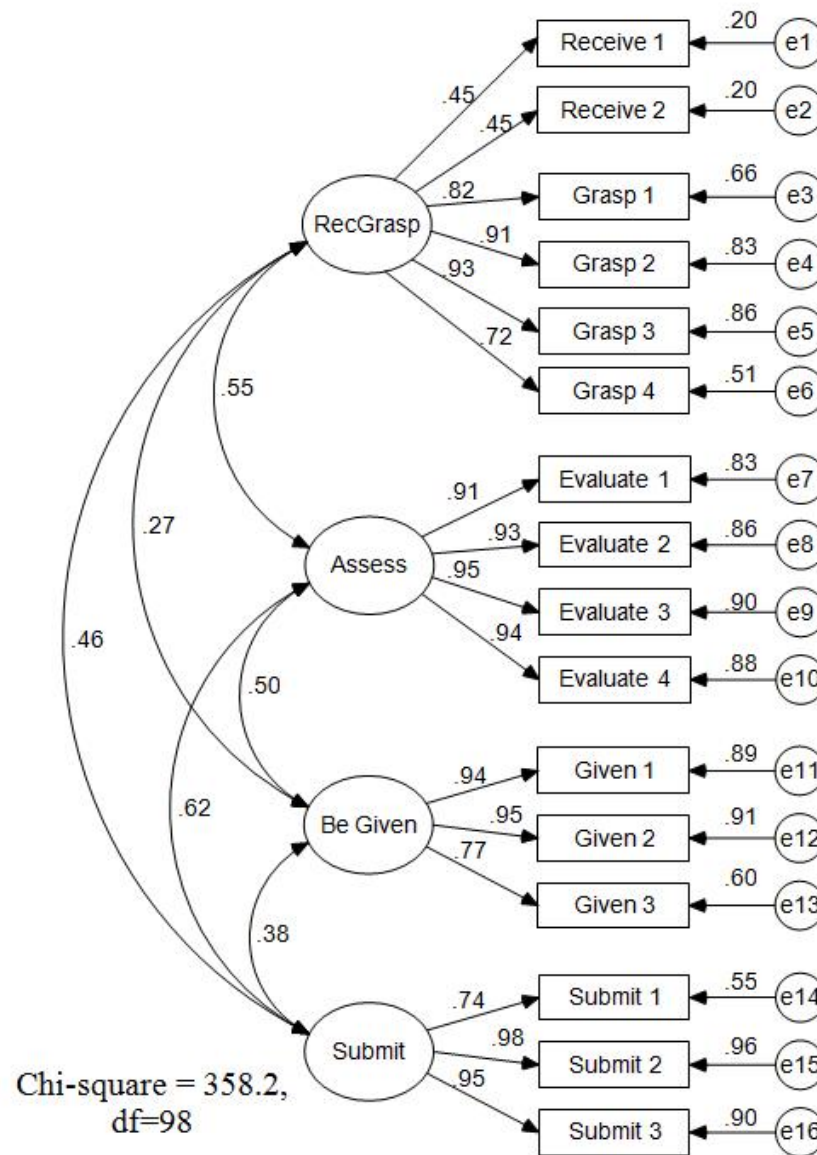 .20
Receive 1
e1
.45
.20
Receive 2
e2
.45
.66
.82
Grasp 1
e3
RecGrasp
.91
.83
Grasp 2
e4
.93
.86
Grasp 3
e5
.72
.51
Grasp 4
e6
.55
.83
.91
Evaluate 1
e7
.27
.93
.86
Evaluate 2
e8
Assess
.95
.90
Evaluate 3
e9
.46
.94
.88
Evaluate 4
e10
.50
.89
.94
Given 1
e11
.62
.95
.91
Be Given
Given 2
e12
.77
.60
Given 3
e13
.38
.55
.74
Submit 1
e14
.98
.96
Submit
Submit 2
e15
.95
.90
Submit 3
e16
Chi-square = 358.2,
df=98